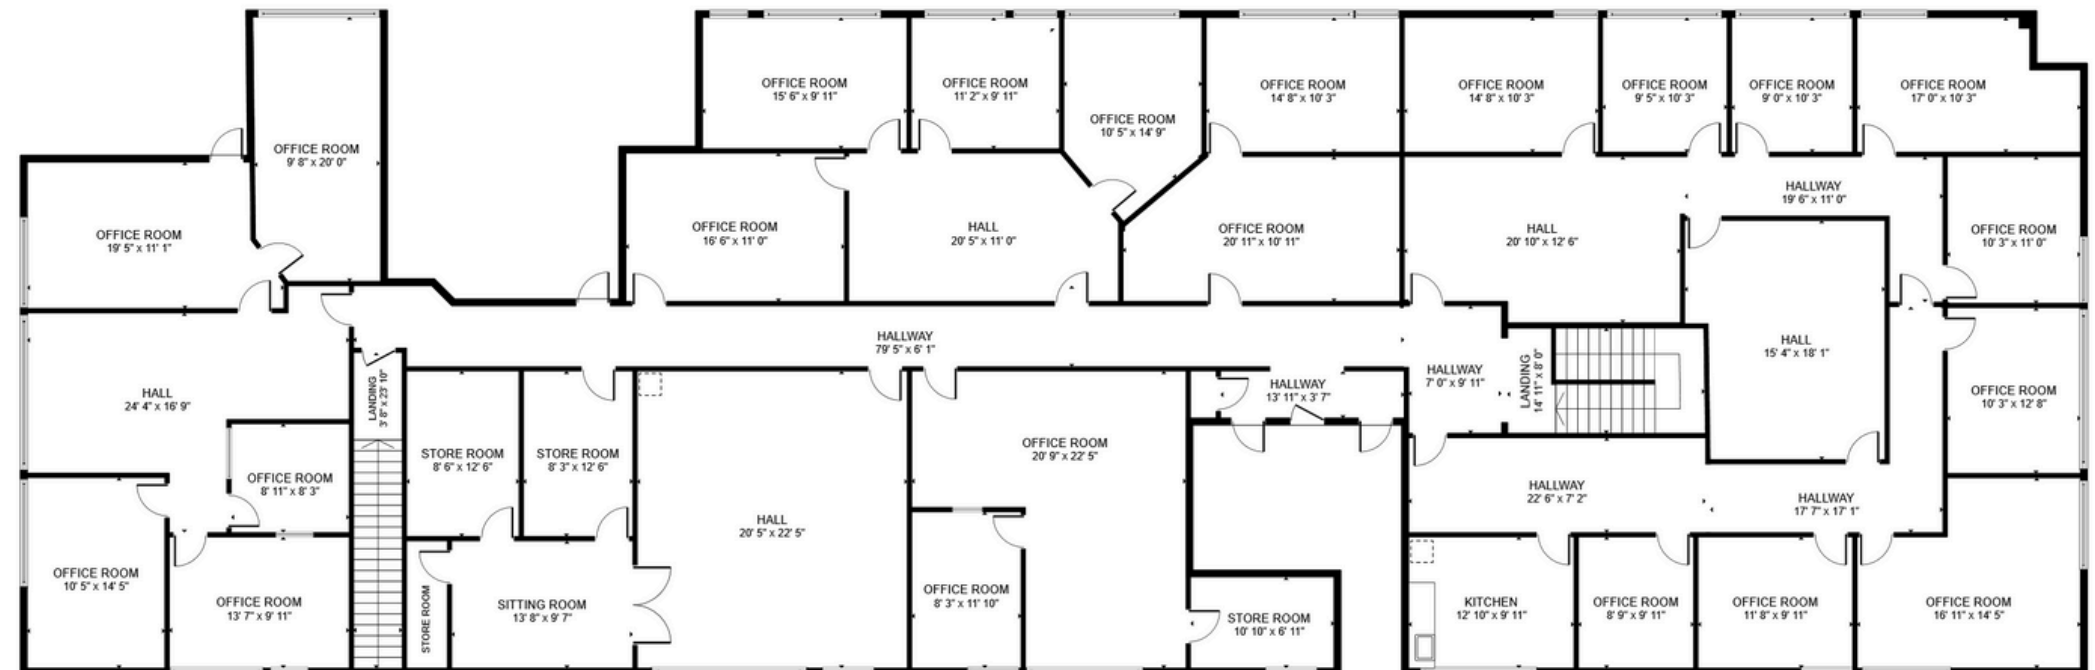 OFFICE ROOM
9' 8" x 20' 0"
OFFICE ROOM
19' 5" x 11' 1"
HALL
24' 4" x 16' 9"
OFFICE ROOM
8' 11" x 8' 3"
OFFICE ROOM
10' 5" x 14' 5"
OFFICE ROOM
13' 7" x 9' 11"
LANDING
3' 8" x 23' 10"
OFFICE ROOM
15' 6" x 9' 11"
OFFICE ROOM
11' 2" x 9' 11"
OFFICE ROOM
10' 5" x 14' 9"
OFFICE ROOM
14' 8" x 10' 3"
OFFICE ROOM
14' 8" x 10' 3"
OFFICE ROOM
9' 5" x 10' 3"
OFFICE ROOM
9' 0" x 10' 3"
OFFICE ROOM
17' 0" x 10' 3"
OFFICE ROOM
16' 6" x 11' 0"
HALL
20' 5" x 11' 0"
OFFICE ROOM
20' 11" x 10' 11"
HALL
20' 10" x 12' 6"
HALLWAY
19' 6" x 11' 0"
OFFICE ROOM
10' 3" x 11' 0"
HALLWAY
79' 5" x 6' 1"
HALLWAY
13' 11" x 3' 7"
HALLWAY
7' 0" x 9' 11"
LANDING
14' 11" x 8' 0"
HALL
15' 4" x 18' 1"
OFFICE ROOM
10' 3" x 12' 8"
STORE ROOM
8' 6" x 12' 6"
STORE ROOM
8' 3" x 12' 6"
HALL
20' 5" x 22' 5"
OFFICE ROOM
20' 9" x 22' 5"
HALLWAY
22' 6" x 7' 2"
HALLWAY
17' 7" x 17' 1"
STORE ROOM
SITTING ROOM
13' 8" x 9' 7"
OFFICE ROOM
8' 3" x 11' 10"
STORE ROOM
10' 10" x 6' 11"
KITCHEN
12' 10" x 9' 11"
OFFICE ROOM
8' 9" x 9' 11"
OFFICE ROOM
11' 8" x 9' 11"
OFFICE ROOM
16' 11" x 14' 5"